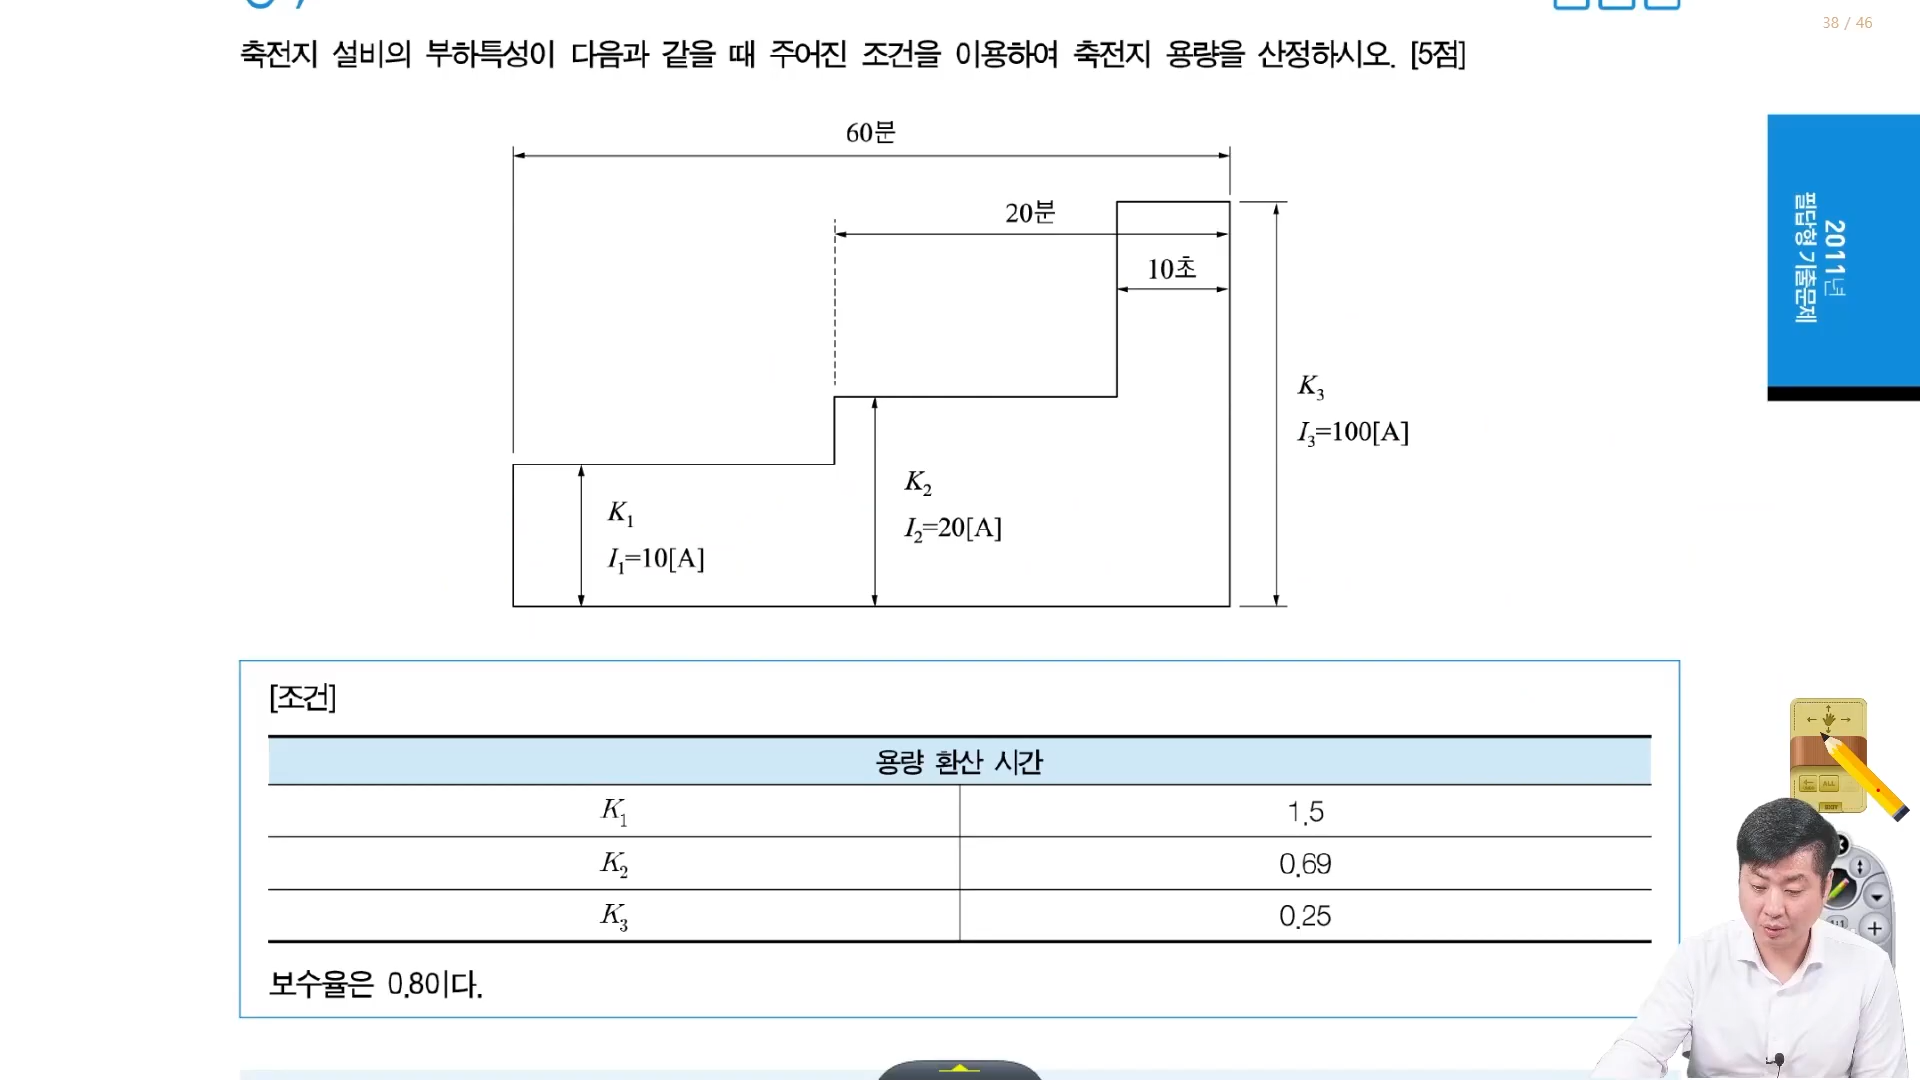 38 / 46
축전지 설비의 부하특성이 다음과 같을 때 주어진 조건을 이용하여 축전지 용량을 산정하시오. [5점]
60분
20분
10초
K₃
I₃=100[A]
K₂
I₂=20[A]
K₁
I₁=10[A]
2011년
필답형 기출문제
[조건]
용량 환산 시간
K₁ 1.5
K₂ 0.69
K₃ 0.25
보수율은 0.8이다.
ALL